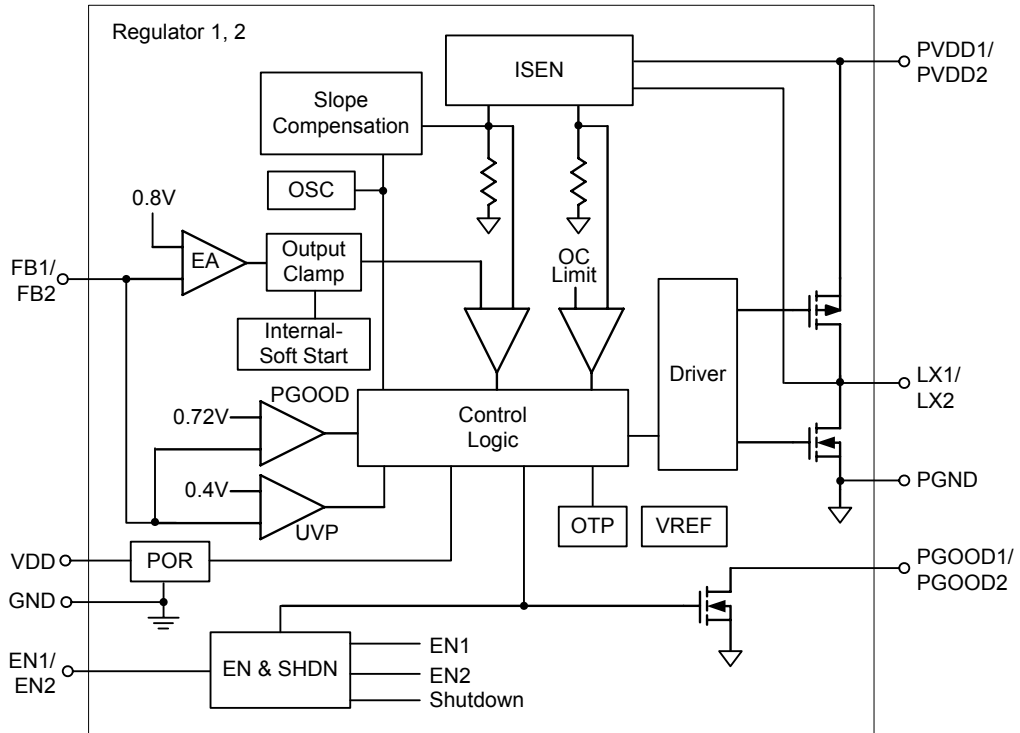 Regulator 1, 2
ISEN
PVDD1/
PVDD2
Slope
Compensation
OSC
0.8V
EA
Output
Clamp
OC
Limit
FB1/
FB2
Internal-
Soft Start
Driver
LX1/
LX2
PGOOD
0.72V
Control
Logic
0.4V
UVP
PGND
OTP
VREF
VDD
POR
PGOOD1/
PGOOD2
GND
EN1/
EN2
EN & SHDN
EN1
EN2
Shutdown